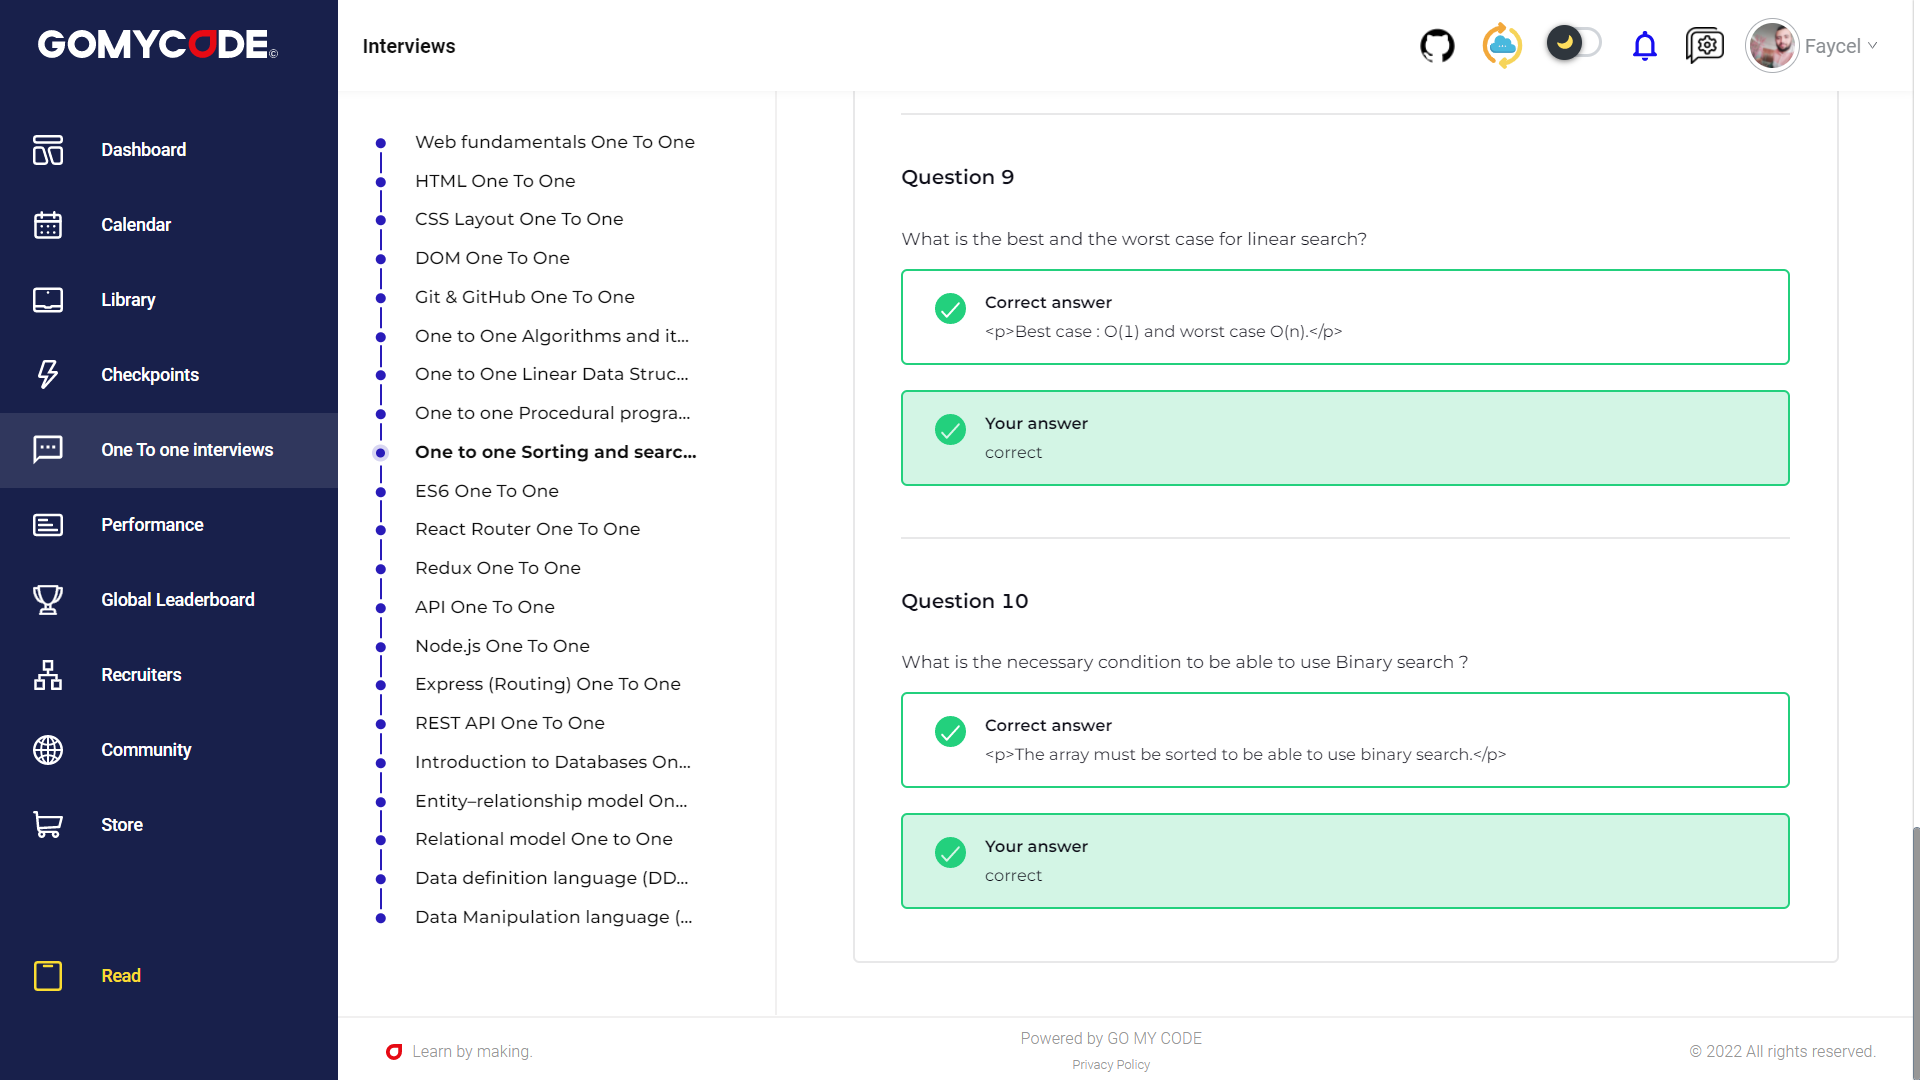 GOMYCODE©
Dashboard
Calendar
Library
Checkpoints
One To one interviews
Performance
Global Leaderboard
Recruiters
Community
Store
Read
Interviews
Faycel
Web fundamentals One To One
HTML One To One
CSS Layout One To One
DOM One To One
Git & GitHub One To One
One to One Algorithms and it...
One to One Linear Data Struc...
One to one Procedural progra...
One to one Sorting and searc...
ES6 One To One
React Router One To One
Redux One To One
API One To One
Node.js One To One
Express (Routing) One To One
REST API One To One
Introduction to Databases On...
Entity–relationship model On...
Relational model One to One
Data definition language (DD...
Data Manipulation language (...
Question 9
What is the best and the worst case for linear search?
Correct answer
<p>Best case : O(1) and worst case O(n).</p>
Your answer
correct
Question 10
What is the necessary condition to be able to use Binary search ?
Correct answer
<p>The array must be sorted to be able to use binary search.</p>
Your answer
correct
Learn by making.
Powered by GO MY CODE
Privacy Policy
© 2022 All rights reserved.